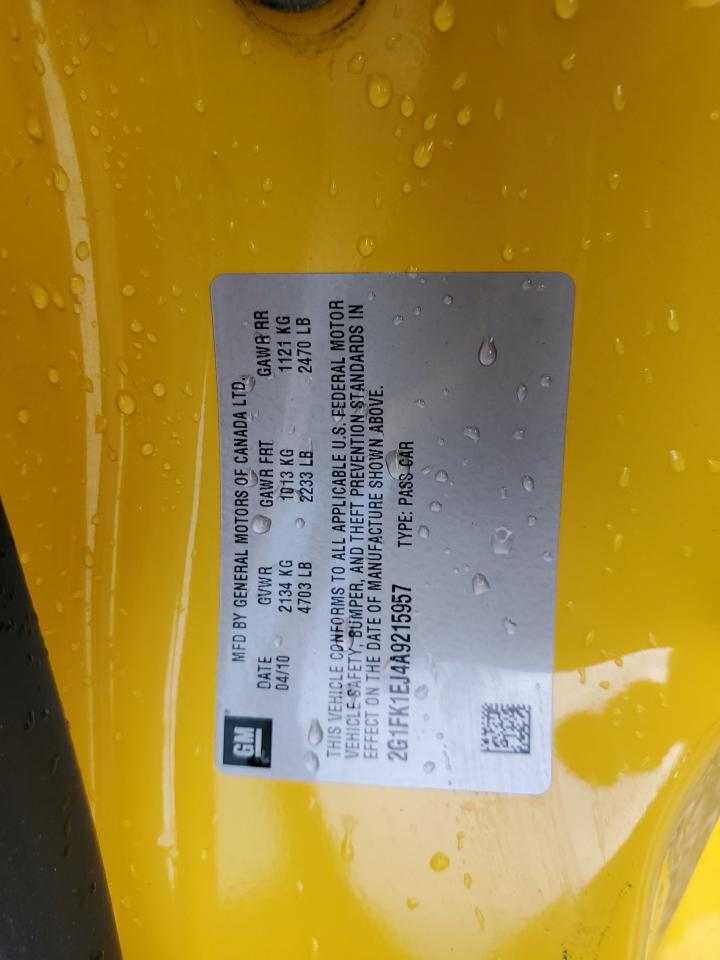 GM
MFD BY GENERAL MOTORS OF CANADA LTD.
DATE GVWR GAWR FRT GAWR RR
04/10 2134 KG 1013 KG 1121 KG
4703 LB 2233 LB 2470 LB
THIS VEHICLE CONFORMS TO ALL APPLICABLE U.S. FEDERAL MOTOR
VEHICLE SAFETY, BUMPER, AND THEFT PREVENTION STANDARDS IN
EFFECT ON THE DATE OF MANUFACTURE SHOWN ABOVE.
2G1FK1EJ4A9215957 TYPE: PASS CAR